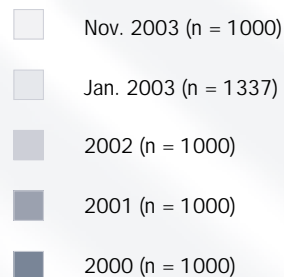 Nov. 2003 (n = 1000)
Jan. 2003 (n = 1337)
2002 (n = 1000)
2001 (n = 1000)
2000 (n = 1000)